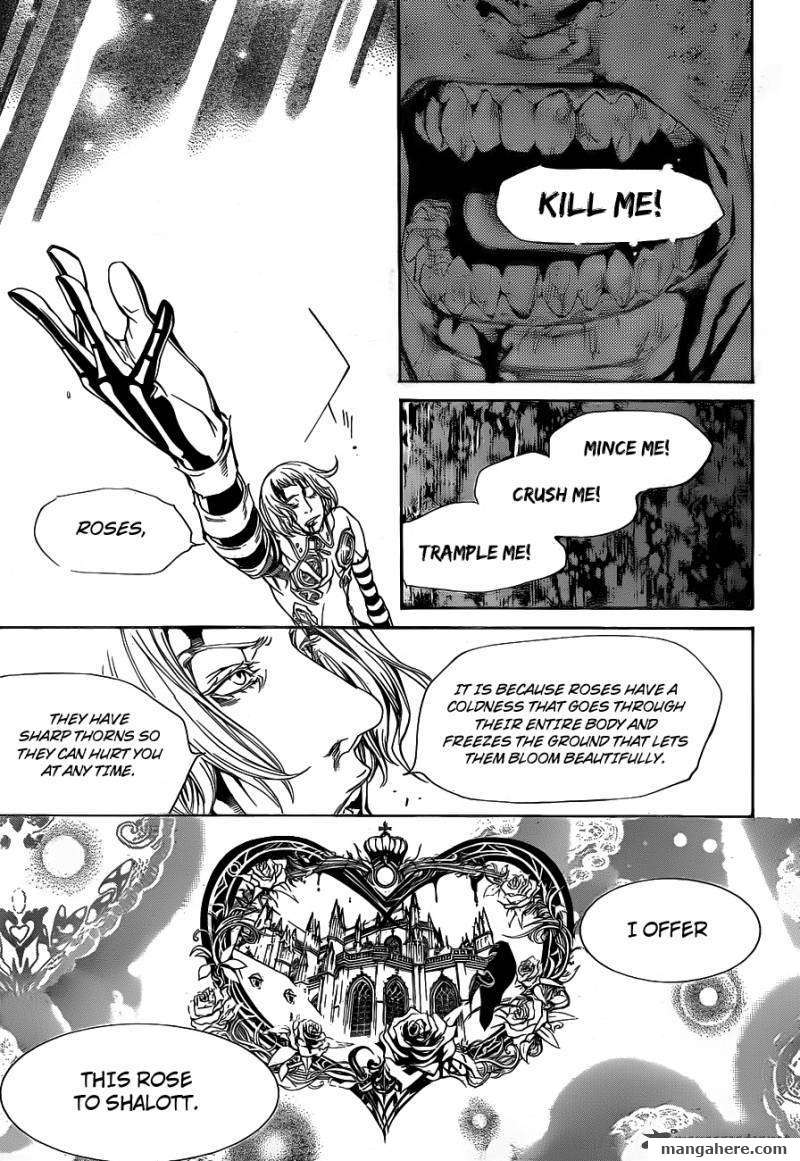 KILL ME!
MINCE ME!
CRUSH ME!
TRAMPLE ME!
ROSES,
IT IS BECAUSE ROSES HAVE A
COLDNESS THAT GOES THROUGH
THEIR ENTIRE BODY AND
FREEZES THE GROUND THAT LETS
THEM BLOOM BEAUTIFULLY.
THEY HAVE
SHARP THORNS SO
THEY CAN HURT YOU
AT ANY TIME.
I OFFER
THIS ROSE
TO SHALOTT.
mangahere.com